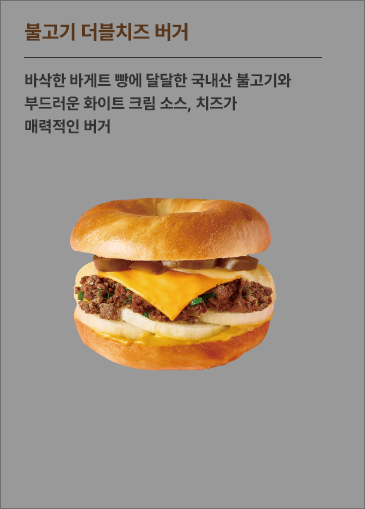 불고기 더블치즈 버거
바삭한 바게트 빵에 달달한 국내산 불고기와
부드러운 화이트 크림 소스, 치즈가
매력적인 버거